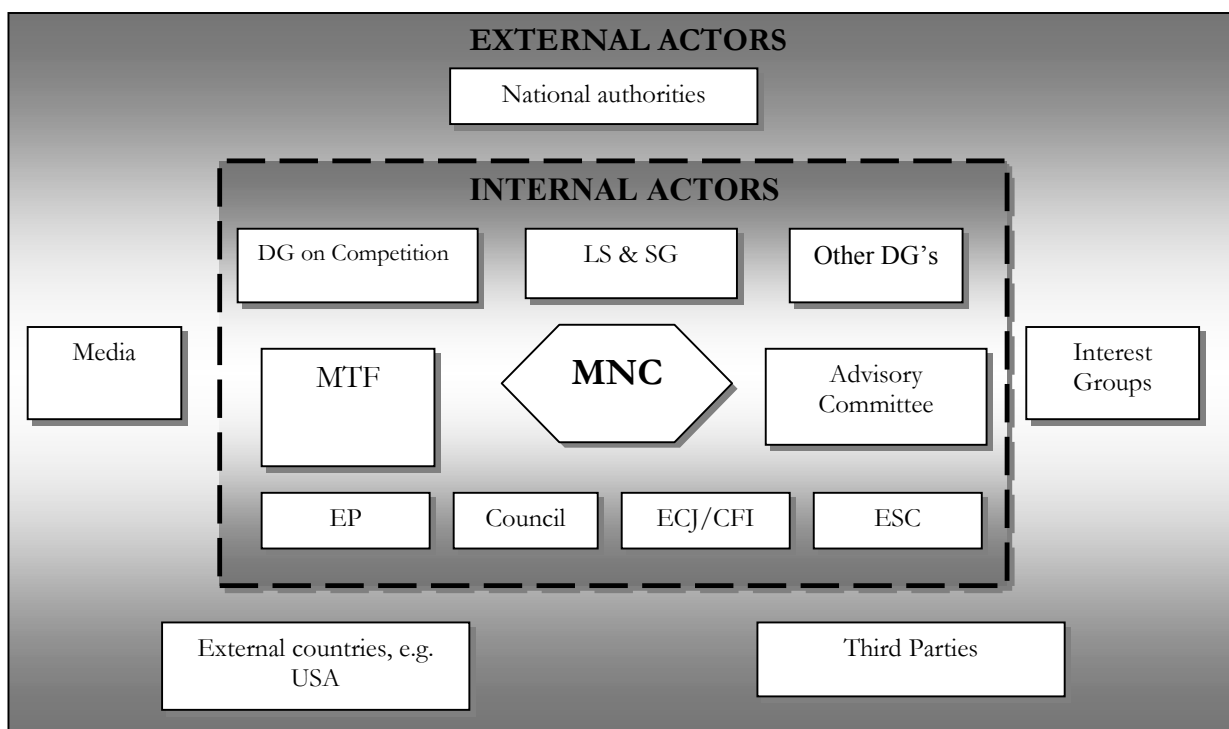 EXTERNAL ACTORS
National authorities
INTERNAL ACTORS
DG on Competition
LS & SG
Other DG’s
Media
MTF
MNC
Advisory
Committee
Interest
Groups
EP
Council
ECJ/CFI
ESC
External countries, e.g.
USA
Third Parties